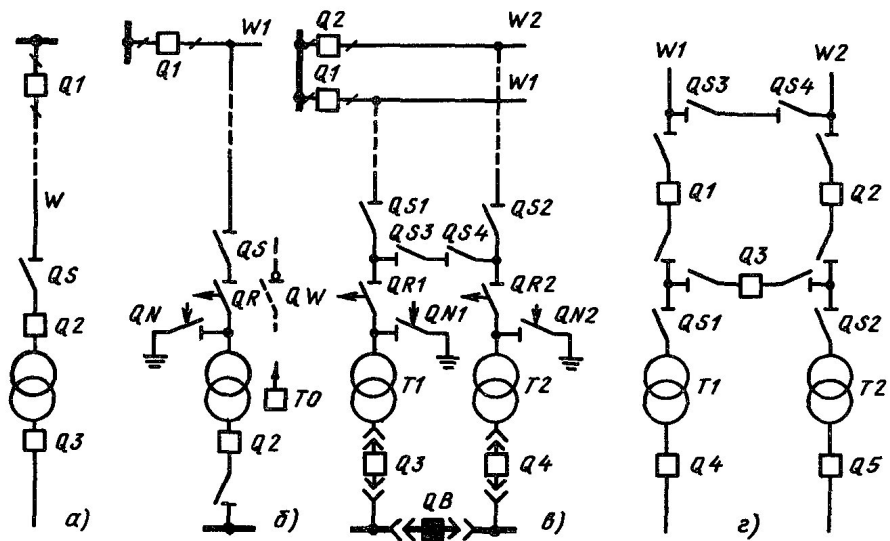 Q1
W
QS
Q2
Q3
а)
W1
Q1
QS
QR
QW
QN
TO
Q2
б)
Q2
W2
Q1
W1
QS1
QS2
QS3
QS4
QR1
QR2
QN1
QN2
T1
T2
Q3
Q4
QB
в)
W1
W2
QS3
QS4
Q1
Q2
Q3
QS1
QS2
T1
T2
Q4
Q5
г)